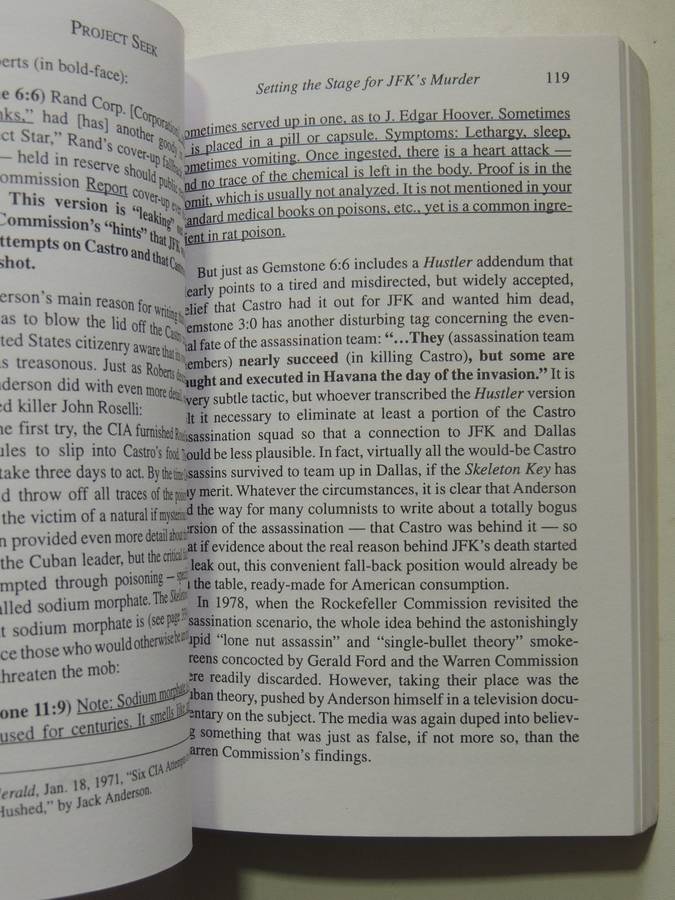 PROJECT SEEK
erts (in bold-face):
e 6:6) Rand Corp. [Corporation]
nks," had [has] another goody
ct Star," Rand's cover-up fallback
— held in reserve should public
ommission Report cover-up eve
This version is "leaking"
Commission's "hints" that JFK
ttempts on Castro and that Cast
shot.
erson's main reason for writing
as to blow the lid off the Castro
ted States citizenry aware that
s treasonous. Just as Roberts
nderson did with even more detail
ed killer John Roselli:
he first try, the CIA furnished
ules to slip into Castro's food.
take three days to act. By the time
d throw off all traces of the
the victim of a natural if mysterious
n provided even more detail about
the Cuban leader, but the critical
mpted through poisoning —
alled sodium morphate. The Skeleton
t sodium morphate is (see page
ce those who would otherwise be
threaten the mob:
one 11:9) Note: Sodium morphate
used for centuries. It smells like
erald, Jan. 18, 1971, "Six CIA Attempts
Hushed," by Jack Anderson.
Setting the Stage for JFK's Murder 119
ometimes served up in one, as to J. Edgar Hoover. Sometimes
is placed in a pill or capsule. Symptoms: Lethargy, sleep,
ometimes vomiting. Once ingested, there is a heart attack —
nd no trace of the chemical is left in the body. Proof is in the
omit, which is usually not analyzed. It is not mentioned in your
andard medical books on poisons, etc., yet is a common ingre-
ient in rat poison.
But just as Gemstone 6:6 includes a Hustler addendum that
early points to a tired and misdirected, but widely accepted,
elief that Castro had it out for JFK and wanted him dead,
emstone 3:0 has another disturbing tag concerning the even-
al fate of the assassination team: "…They (assassination team
embers) nearly succeed (in killing Castro), but some are
aught and executed in Havana the day of the invasion." It is
very subtle tactic, but whoever transcribed the Hustler version
lt it necessary to eliminate at least a portion of the Castro
sassination squad so that a connection to JFK and Dallas
ould be less plausible. In fact, virtually all the would-be Castro
sassins survived to team up in Dallas, if the Skeleton Key has
y merit. Whatever the circumstances, it is clear that Anderson
d the way for many columnists to write about a totally bogus
rsion of the assassination — that Castro was behind it — so
at if evidence about the real reason behind JFK's death started
leak out, this convenient fall-back position would already be
the table, ready-made for American consumption.
In 1978, when the Rockefeller Commission revisited the
sassination scenario, the whole idea behind the astonishingly
upid "lone nut assassin" and "single-bullet theory" smoke-
reens concocted by Gerald Ford and the Warren Commission
ere readily discarded. However, taking their place was the
uban theory, pushed by Anderson himself in a television docu-
entary on the subject. The media was again duped into believ-
g something that was just as false, if not more so, than the
arren Commission's findings.